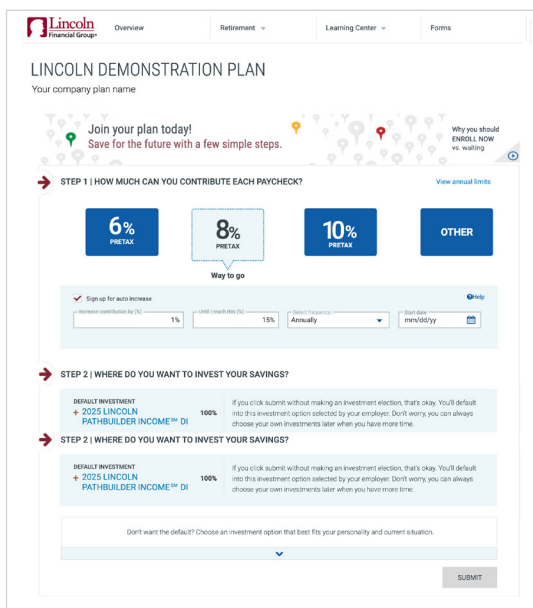 Lincoln
Financial Group®
Overview
Retirement
Learning Center
Forms
LINCOLN DEMONSTRATION PLAN
Your company plan name
Join your plan today!
Save for the future with a few simple steps.
Why you should
ENROLL NOW
vs. waiting
STEP 1 | HOW MUCH CAN YOU CONTRIBUTE EACH PAYCHECK?
View annual limits
6%
PRETAX
8%
PRETAX
10%
PRETAX
OTHER
Way to go
Sign up for auto increase
Help
Increase contribution by (%)
1%
Until I reach this (%)
15%
Select frequency
Annually
Start date
mm/dd/yy
STEP 2 | WHERE DO YOU WANT TO INVEST YOUR SAVINGS?
DEFAULT INVESTMENT
+ 2025 LINCOLN
PATHBUILDER INCOME℠ DI
100%
If you click submit without making an investment election, that's okay. You'll default
into this investment option selected by your employer. Don't worry, you can always
choose your own investments later when you have more time.
STEP 2 | WHERE DO YOU WANT TO INVEST YOUR SAVINGS?
DEFAULT INVESTMENT
+ 2025 LINCOLN
PATHBUILDER INCOME℠ DI
100%
If you click submit without making an investment election, that's okay. You'll default
into this investment option selected by your employer. Don't worry, you can always
choose your own investments later when you have more time.
Don't want the default? Choose an investment option that best fits your personality and current situation.
SUBMIT